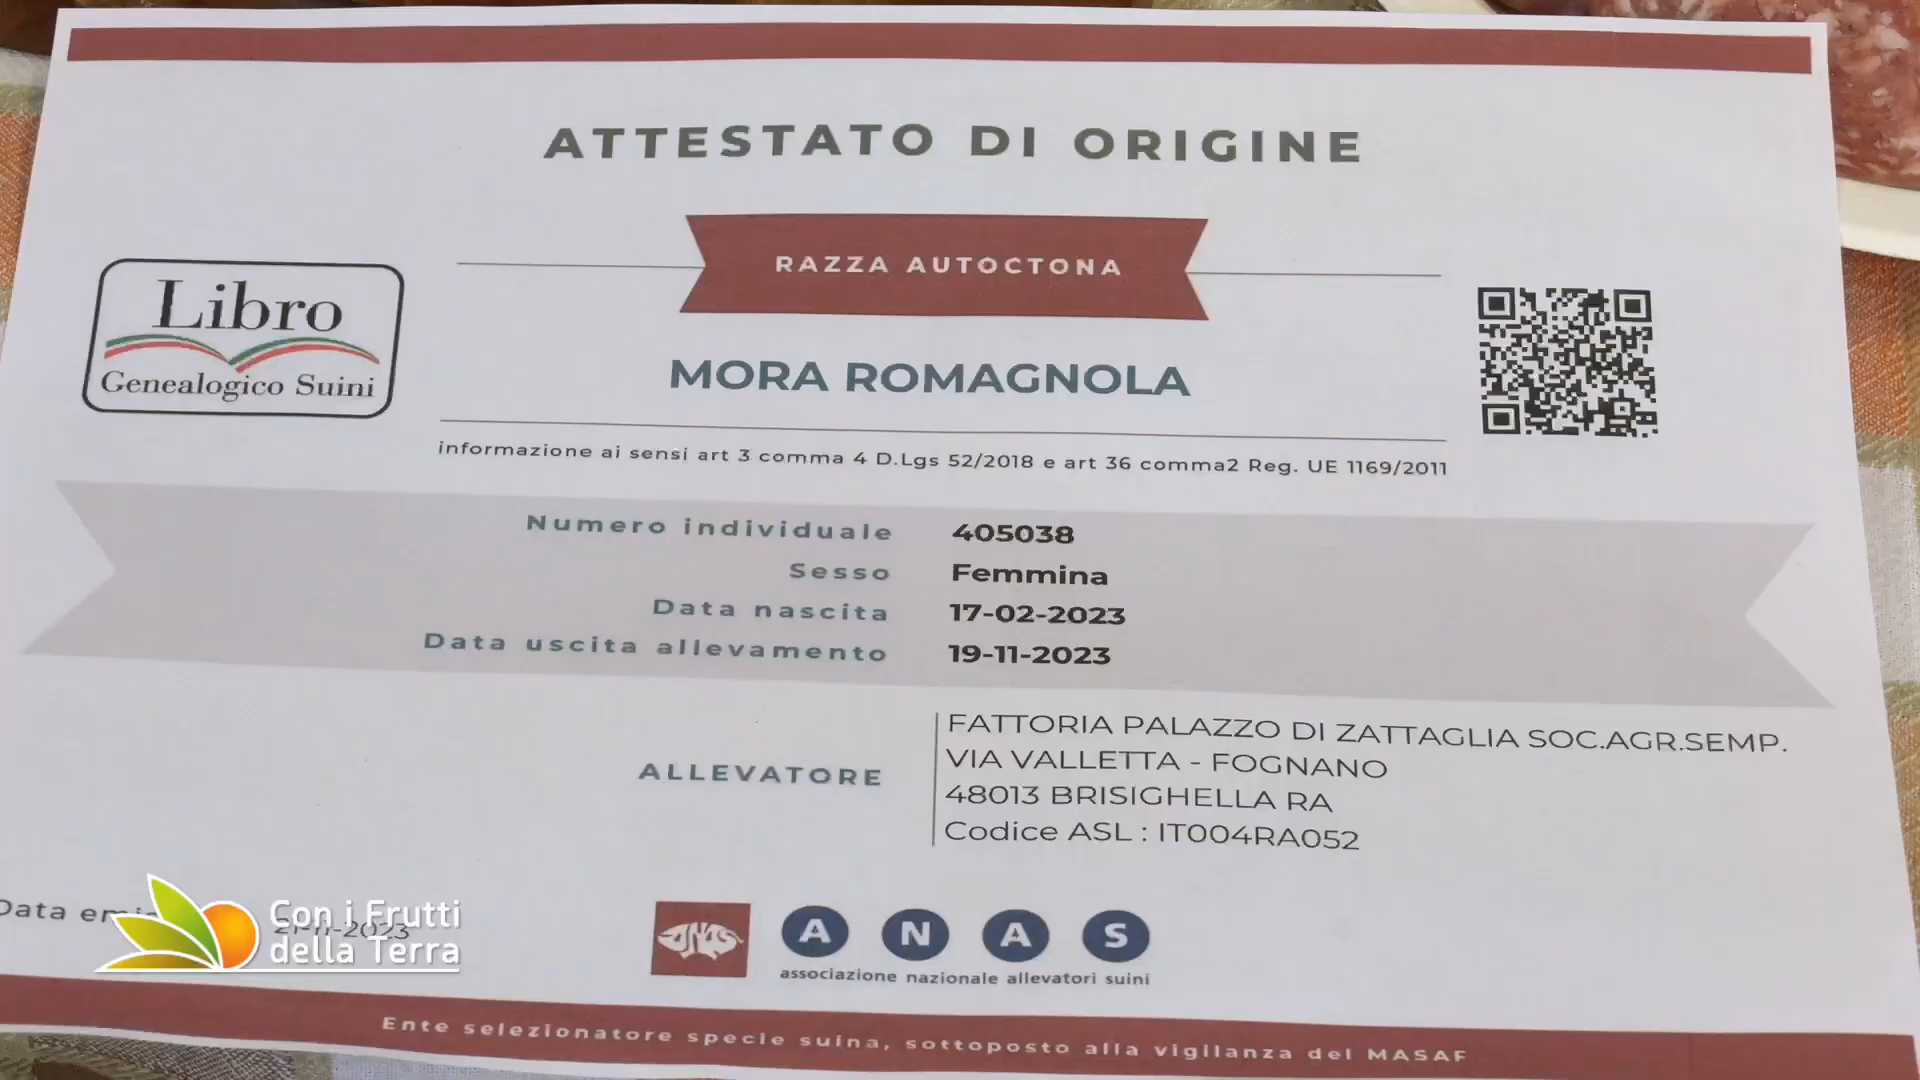 ATTESTATO DI ORIGINE
RAZZA AUTOCTONA
Libro
Genealogico Suini
MORA ROMAGNOLA
informazione ai sensi art 3 comma 4 D.Lgs 52/2018 e art 36 comma2 Reg. UE 1169/2011
Numero individuale 405038
Sesso Femmina
Data nascita 17-02-2023
Data uscita allevamento 19-11-2023
ALLEVATORE
FATTORIA PALAZZO DI ZATTAGLIA SOC.AGR.SEMP.
VIA VALLETTA - FOGNANO
48013 BRISIGHELLA RA
Codice ASL : IT004RA052
Data 21-11-2023
Con i Frutti
della Terra
ANAS
A N A S
associazione nazionale allevatori suini
Ente selezionatore specie suina, sottoposto alla vigilanza del MASAF